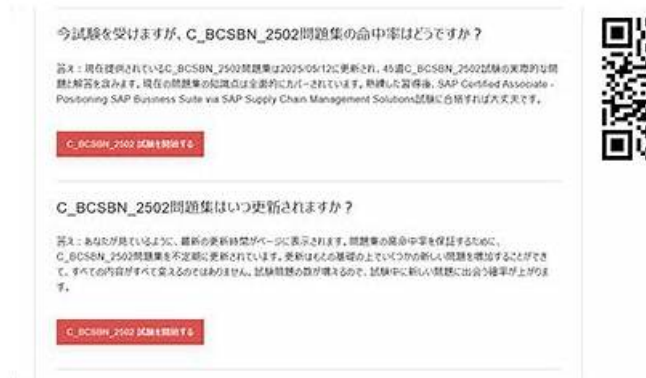 今試験を受けますが、C_BCSBN_2502問題集の命中率はどうですか？
答え：現在提供されているC_BCSBN_2502問題集は2025/05/12に更新され、45遍C_BCSBN_2502試験の実際的な問
題と解答を含みます。現在の問題集の知識点は全面的にカバーされています。熟練した習得後、SAP Certified Associate -
Positioning SAP Business Suite via SAP Supply Chain Management Solutions試験に合格すれば大丈夫です。
C_BCSBN_2502 試験を開始する
C_BCSBN_2502問題集はいつ更新されますか？
答え：あなたが見ているように、最新の更新時間がページに表示されます。問題集の高命中率を保証するために、
C_BCSBN_2502問題集を不定期に更新されています。更新はもとの基礎の上でいくつかの新しい問題を増加することができ
て、すべての内容がすべて変えるのではありません。試験問題の数が増えるので、試験中に新しい問題に出会う確率が上がりま
す。
C_BCSBN_2502 試験を開始する